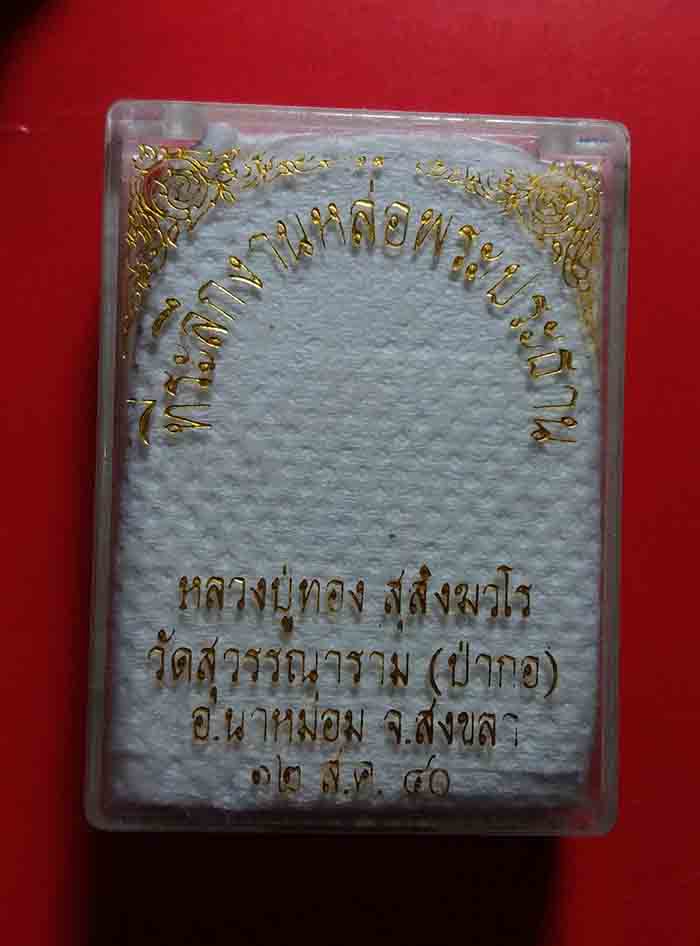 ที่ระลึกงานหล่อพระประธาน
หลวงปู่ทอง สุสิงฆวโร
วัดสุวรรณาราม (ป่ากอ)
อ.นาหม่อม จ.สงขลา
๑๒ ส.ค. ๔๑